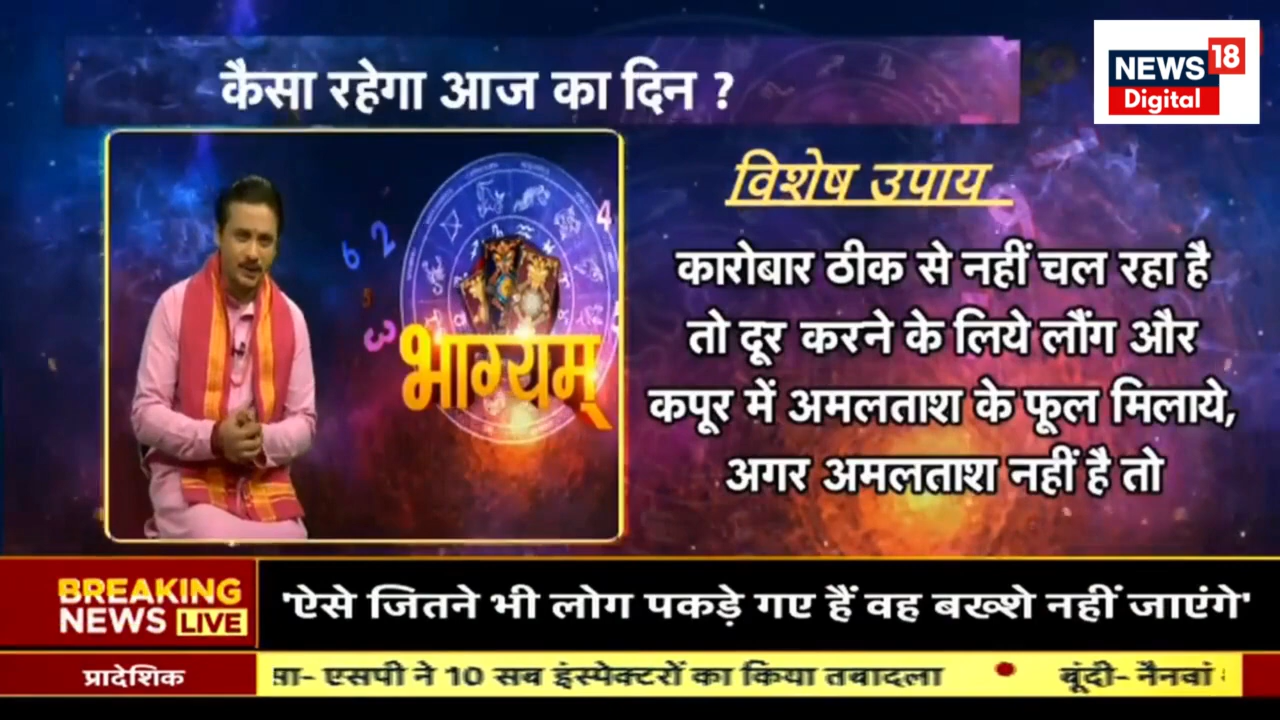 कैसा रहेगा आज का दिन ?
NEWS 18
Digital
विशेष उपाय
कारोबार ठीक से नहीं चल रहा है
तो दूर करने के लिये लौंग और
कपूर में अमलताश के फूल मिलाये,
अगर अमलताश नहीं है तो
6 2
4
3
भाग्यम्
BREAKING
NEWS LIVE
'ऐसे जितने भी लोग पकड़े गए हैं वह बख्शे नहीं जाएंगे'
प्रादेशिक
एसपी ने 10 सब इंस्पेक्टरों का किया तबादला
बूंदी- नैनवां